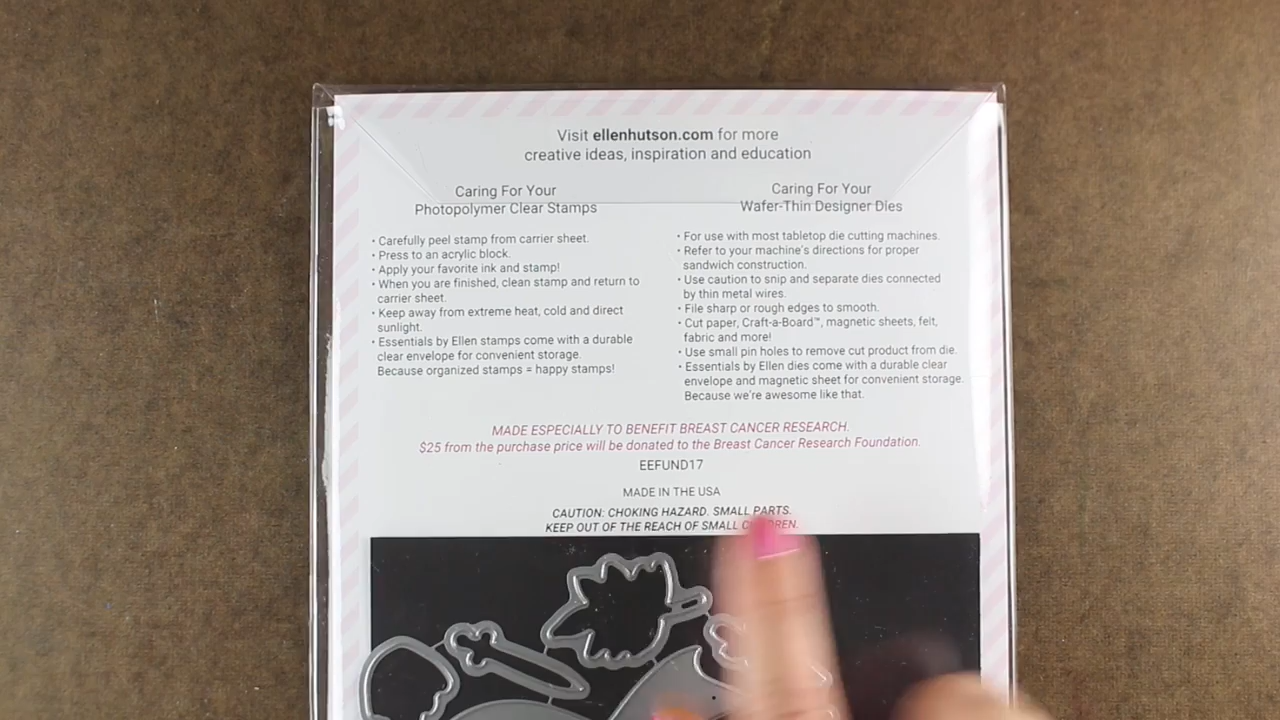 Visit ellenhutson.com for more
creative ideas, inspiration and education
Caring For Your
Photopolymer Clear Stamps
• Carefully peel stamp from carrier sheet.
• Press to an acrylic block.
• Apply your favorite ink and stamp!
• When you are finished, clean stamp and return to
carrier sheet.
• Keep away from extreme heat, cold and direct
sunlight.
• Essentials by Ellen stamps come with a durable
clear envelope for convenient storage.
Because organized stamps = happy stamps!
Caring For Your
Wafer-Thin Designer Dies
• For use with most tabletop die cutting machines.
• Refer to your machine's directions for proper
sandwich construction.
• Use caution to snip and separate dies connected
by thin metal wires.
• File sharp or rough edges to smooth.
• Cut paper, Craft-a-Board™, magnetic sheets, felt,
fabric and more!
• Use small pin holes to remove cut product from die.
• Essentials by Ellen dies come with a durable clear
envelope and magnetic sheet for convenient storage.
Because we're awesome like that.
MADE ESPECIALLY TO BENEFIT BREAST CANCER RESEARCH.
$25 from the purchase price will be donated to the Breast Cancer Research Foundation.
EEFUND17
MADE IN THE USA
CAUTION: CHOKING HAZARD. SMALL PARTS.
KEEP OUT OF THE REACH OF SMALL CHILDREN.